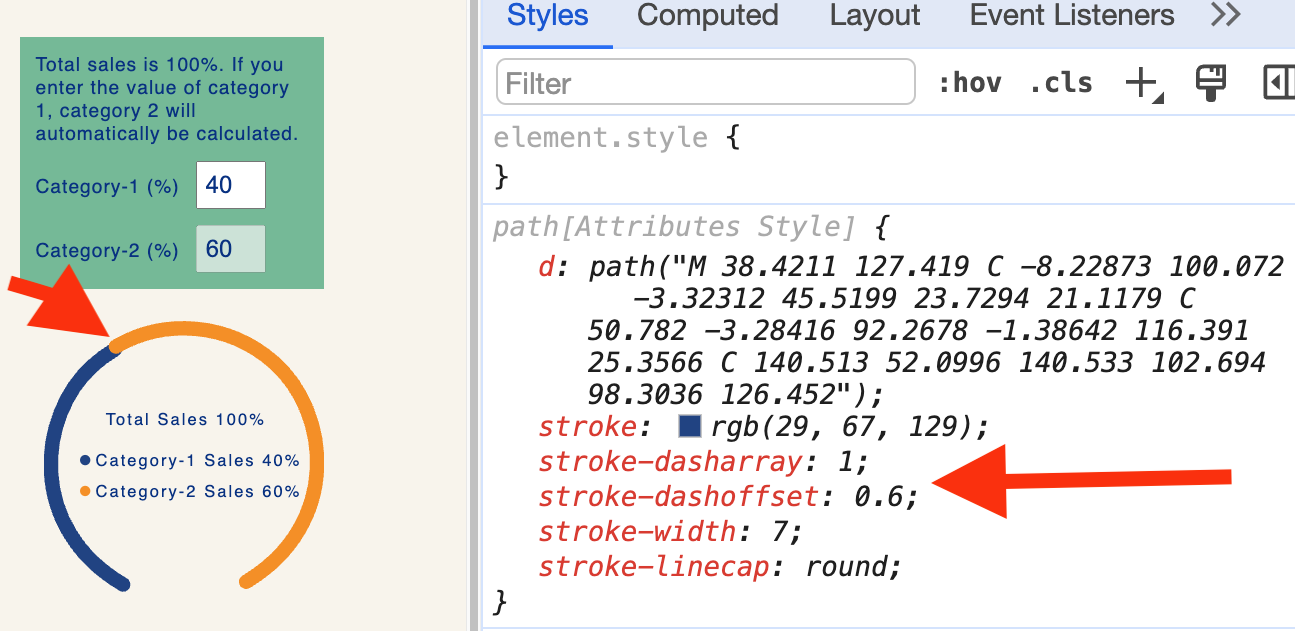 Total sales is 100%. If you
enter the value of category
1, category 2 will
automatically be calculated.
Category-1 (%) 40
Category-2 (%) 60
Total Sales 100%
Category-1 Sales 40%
Category-2 Sales 60%
Styles Computed Layout Event Listeners >>
Filter :hov .cls
element.style {
}
path[Attributes Style] {
d: path("M 38.4211 127.419 C −8.22873 100.072
−3.32312 45.5199 23.7294 21.1179 C
50.782 −3.28416 92.2678 −1.38642 116.391
25.3566 C 140.513 52.0996 140.533 102.694
98.3036 126.452");
stroke: rgb(29, 67, 129);
stroke-dasharray: 1;
stroke-dashoffset: 0.6;
stroke-width: 7;
stroke-linecap: round;
}